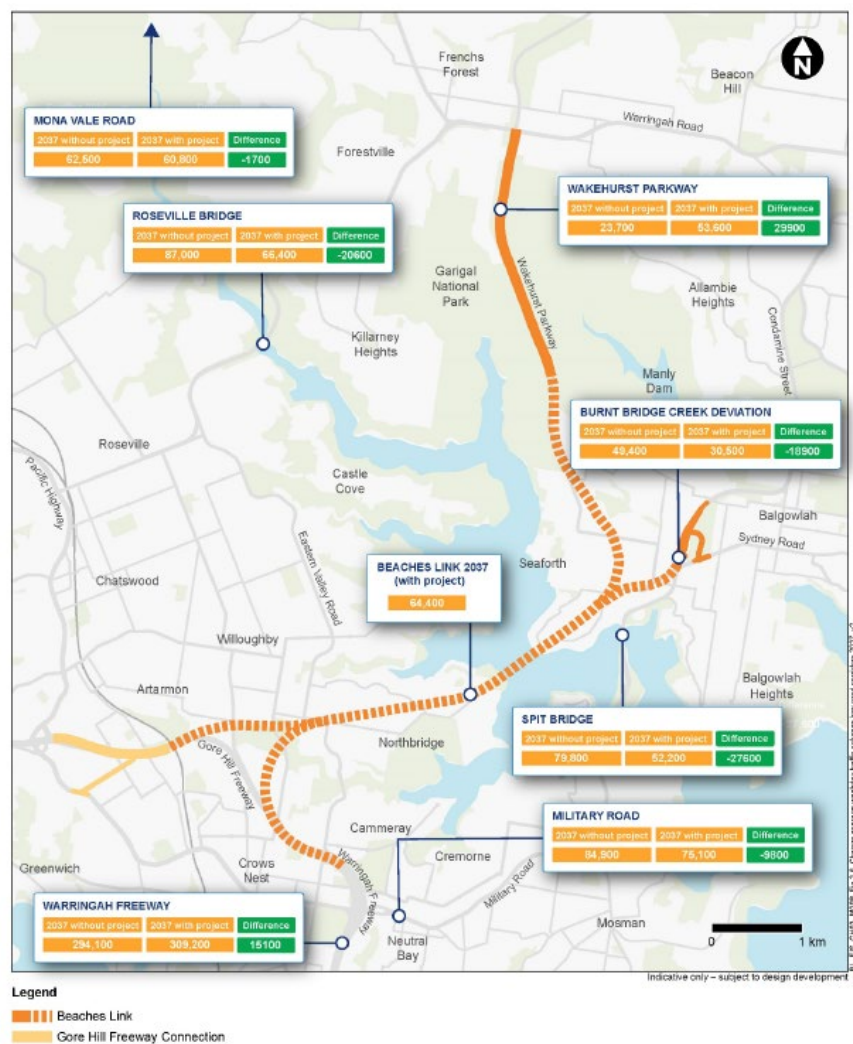 Frenchs
Forest
Beacon
Hill
N
Warringah Road
MONA VALE ROAD
2037 without project 2037 with project Difference
62,500 60,800 -1700
Forestville
WAKEHURST PARKWAY
2037 without project 2037 with project Difference
23,700 53,600 29900
ROSEVILLE BRIDGE
2037 without project 2037 with project Difference
87,000 66,400 -20600
Garigal
National
Park
Wakehurst Parkway
Allambie
Heights
Condamine Street
Killarney
Heights
Manly
Dam
BURNT BRIDGE CREEK DEVIATION
2037 without project 2037 with project Difference
49,400 30,500 -18900
Roseville
Pacific Highway
Castle
Cove
Balgowlah
Sydney Road
Eastern Valley Road
BEACHES LINK 2037
(with project)
64,400
Seaforth
Chatswood
Willoughby
Artarmon
Balgowlah
Heights
SPIT BRIDGE
2037 without project 2037 with project Difference
79,800 52,200 -27600
Northbridge
Gore Hill Freeway
MILITARY ROAD
2037 without project 2037 with project Difference
84,900 75,100 -9800
Cammeray
Cremorne
Crows
Nest
Greenwich
Warringah Freeway
Military Road
WARRINGAH FREEWAY
2037 without project 2037 with project Difference
294,100 309,200 15100
Neutral
Bay
Mosman
0 1 km
Indicative only – subject to design development
Legend
Beaches Link
Gore Hill Freeway Connection